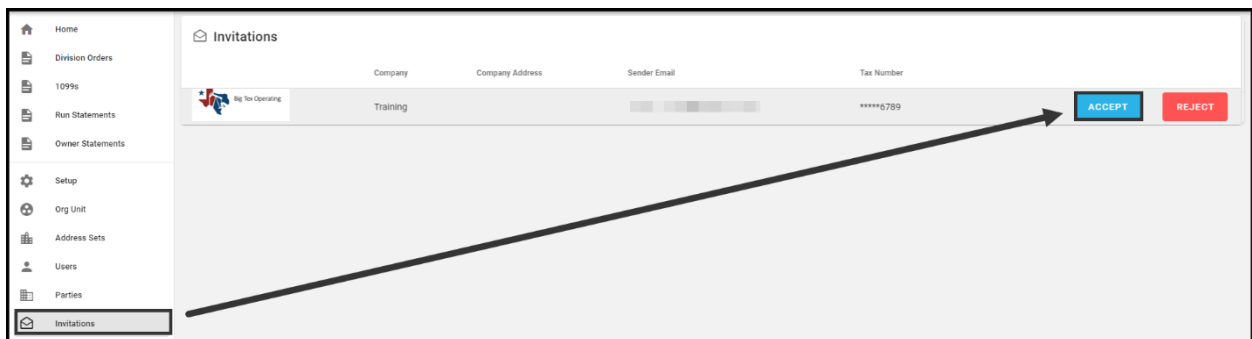 Home
Division Orders
1099s
Run Statements
Owner Statements
Setup
Org Unit
Address Sets
Users
Parties
Invitations
Invitations
Company Company Address Sender Email Tax Number
Big Tex Operating Training *****6789 ACCEPT REJECT